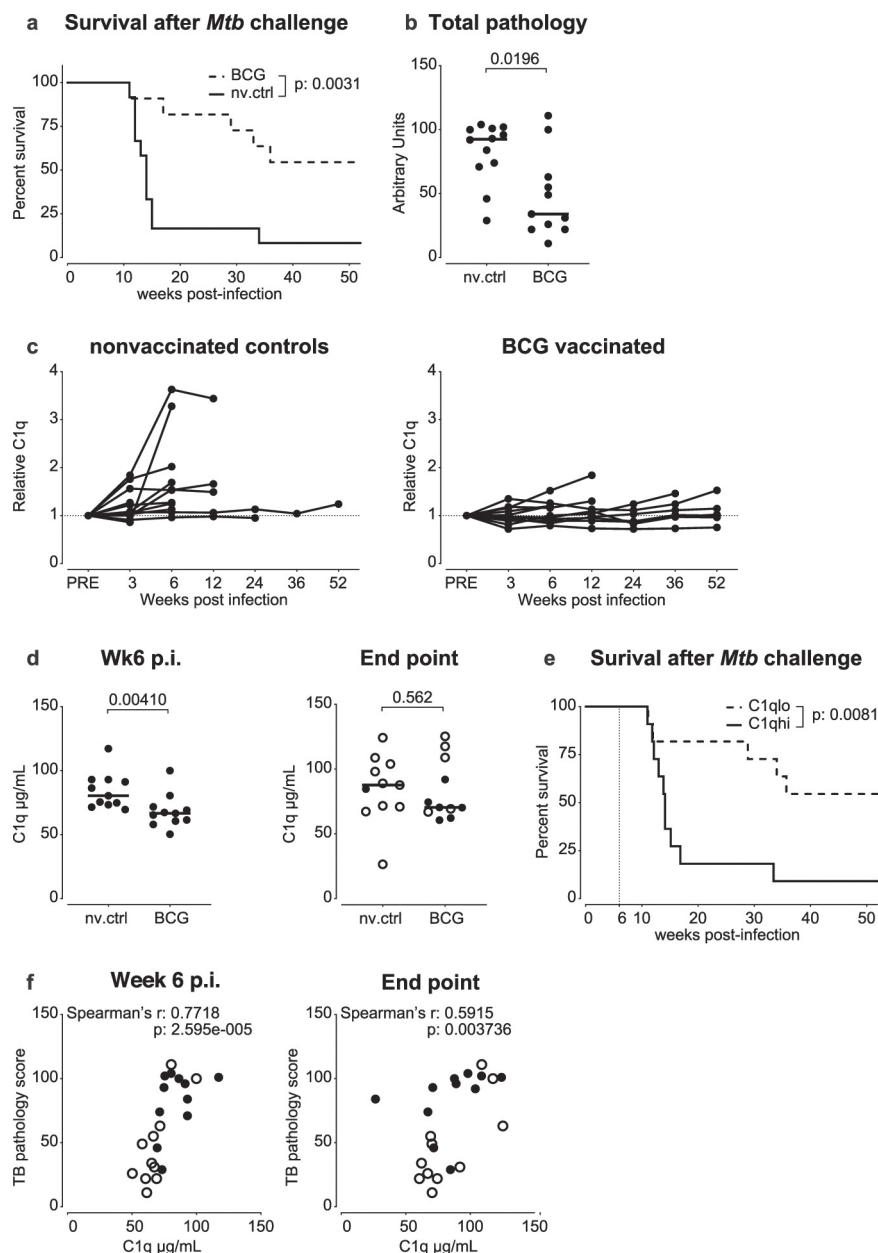 a Survival after Mtb challenge
100
75
50
25
0
Percent survival
BCG
nv.ctrl
p: 0.0031
0 10 20 30 40 50
weeks post-infection
b Total pathology
0.0196
150
100
50
0
Arbitrary Units
nv.ctrl BCG
c nonvaccinated controls
4
3
2
1
0
Relative C1q
PRE 3 6 12 24 36 52
Weeks post infection
BCG vaccinated
4
3
2
1
0
Relative C1q
PRE 3 6 12 24 36 52
Weeks post infection
d Wk6 p.i.
0.00410
150
100
50
0
C1q µg/mL
nv.ctrl BCG
End point
0.562
150
100
50
0
C1q µg/mL
nv.ctrl BCG
e Surival after Mtb challenge
100
75
50
25
0
Percent survival
C1qlo
C1qhi
p: 0.0081
0 6 10 20 30 40 50
weeks post-infection
f Week 6 p.i.
Spearman's r: 0.7718
p: 2.595e-005
150
100
50
0
TB pathology score
0 50 100 150
C1q µg/mL
End point
Spearman's r: 0.5915
p: 0.003736
150
100
50
0
TB pathology score
0 50 100 150
C1q µg/mL